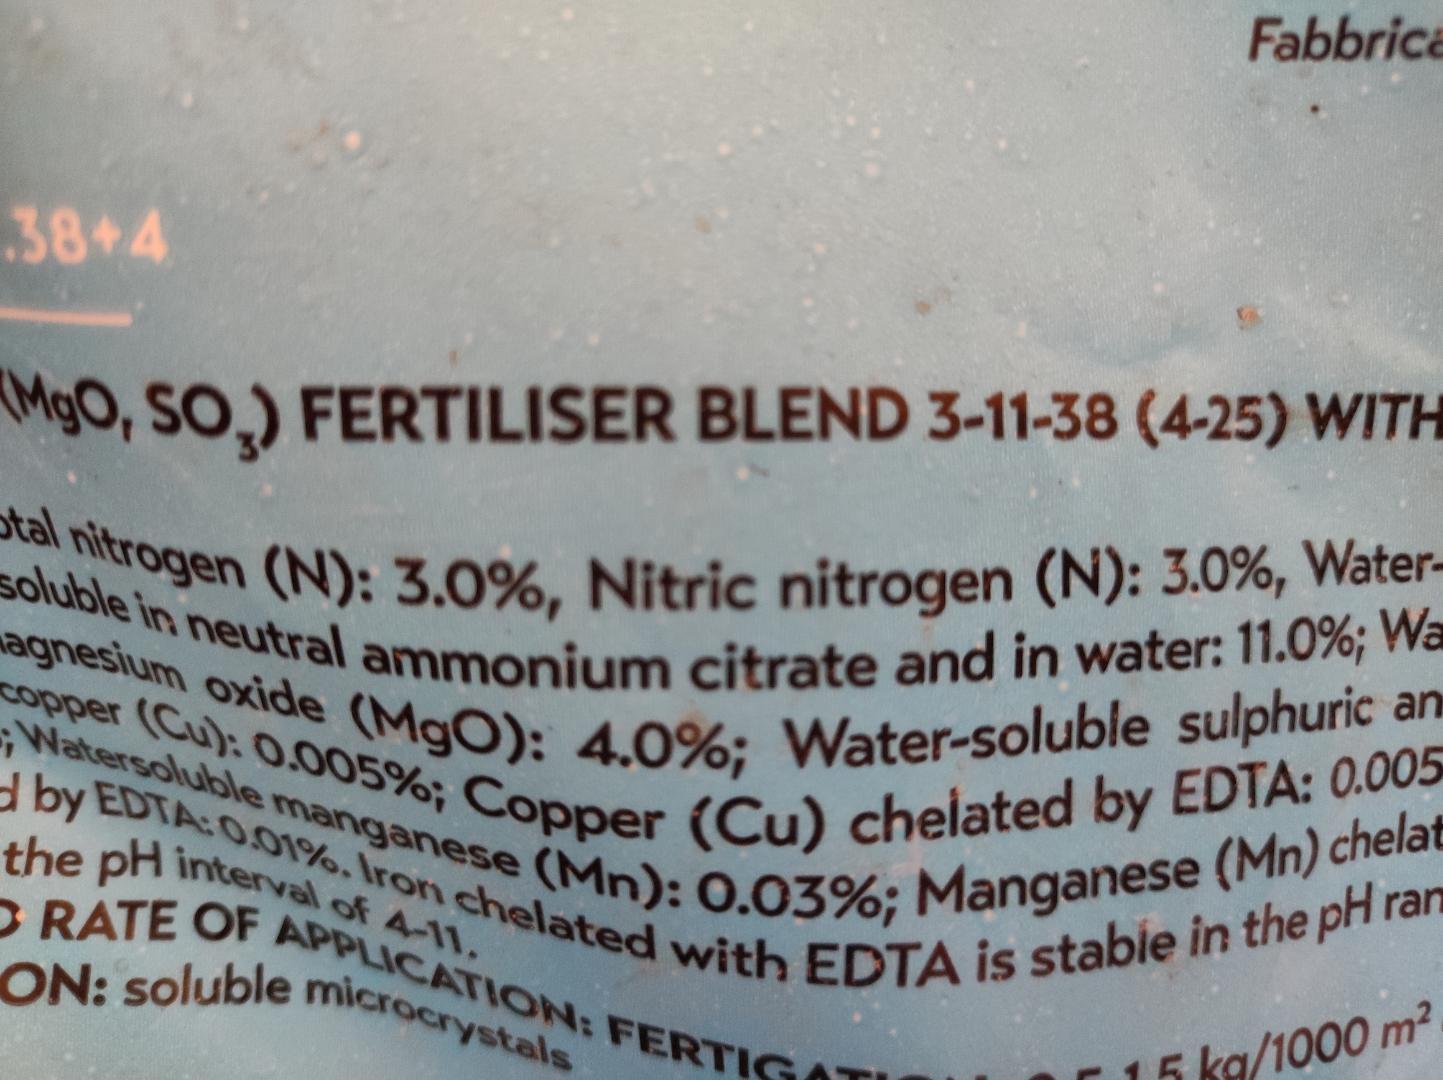 Fabbrica
.38+4
(MgO, SO3) FERTILISER BLEND 3-11-38 (4-25) WITH
otal nitrogen (N): 3.0%, Nitric nitrogen (N): 3.0%, Water-
soluble in neutral ammonium citrate and in water: 11.0%; Wa
agnesium oxide (MgO): 4.0%; Water-soluble sulphuric an
copper (Cu): 0.005%; Copper (Cu) chelated by EDTA: 0.005
; Watersoluble manganese (Mn): 0.03%; Manganese (Mn) chelat
d by EDTA: 0.01%. Iron chelated with EDTA is stable in the pH ran
the pH interval of 4-11.
D RATE OF APPLICATION: FERTIGATION: 0.5-1.5 kg/1000 m²
ON: soluble microcrystals